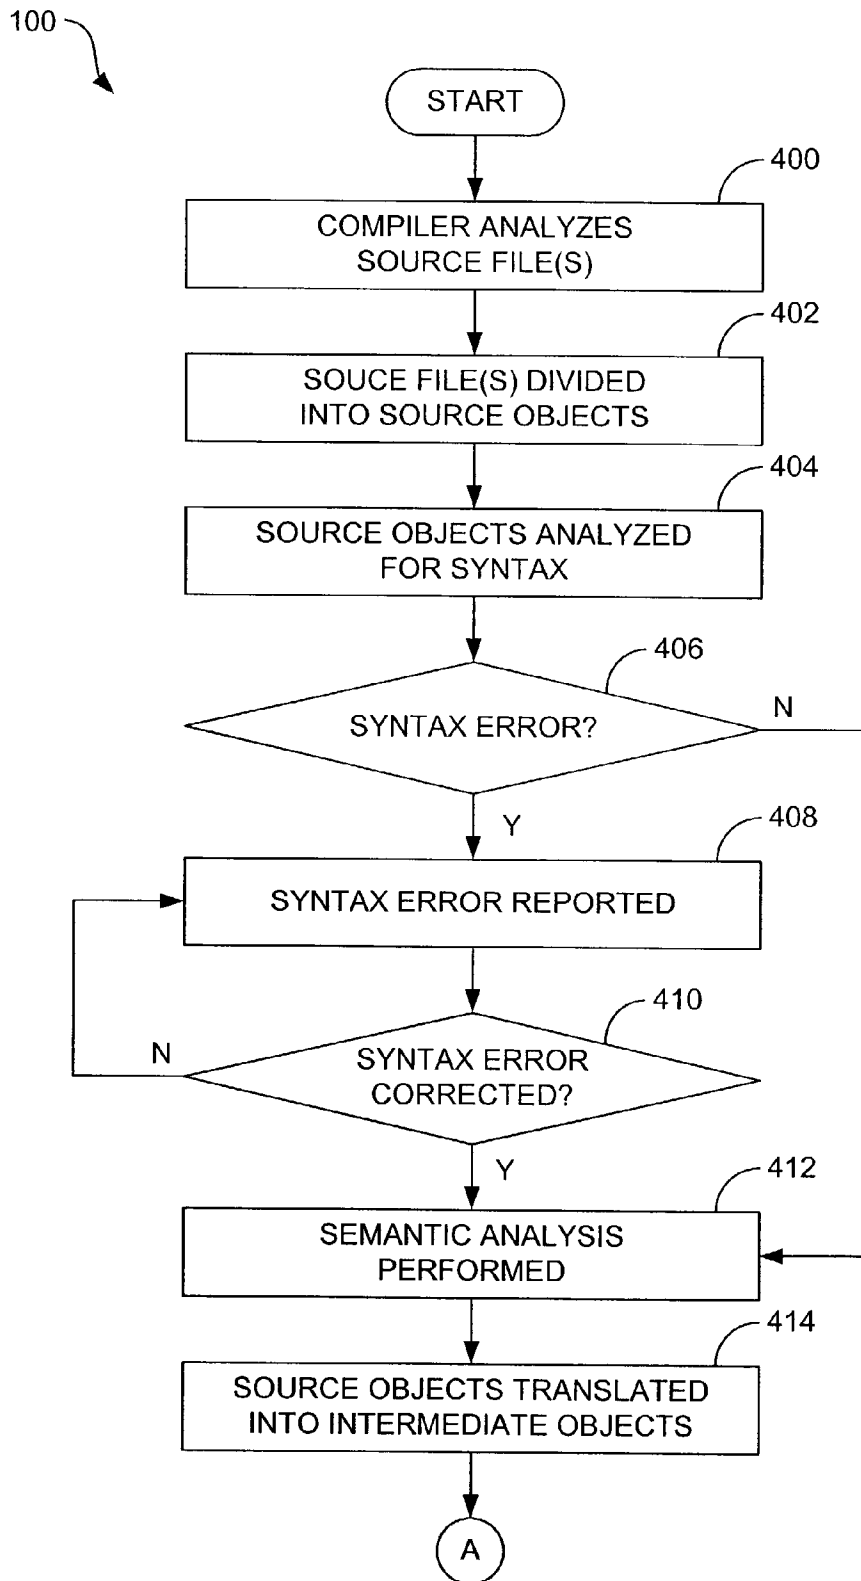 100
START
400
COMPILER ANALYZES
SOURCE FILE(S)
402
SOUCE FILE(S) DIVIDED
INTO SOURCE OBJECTS
404
SOURCE OBJECTS ANALYZED
FOR SYNTAX
406
SYNTAX ERROR?
N
Y
408
SYNTAX ERROR REPORTED
410
SYNTAX ERROR
CORRECTED?
N
Y
412
SEMANTIC ANALYSIS
PERFORMED
414
SOURCE OBJECTS TRANSLATED
INTO INTERMEDIATE OBJECTS
A